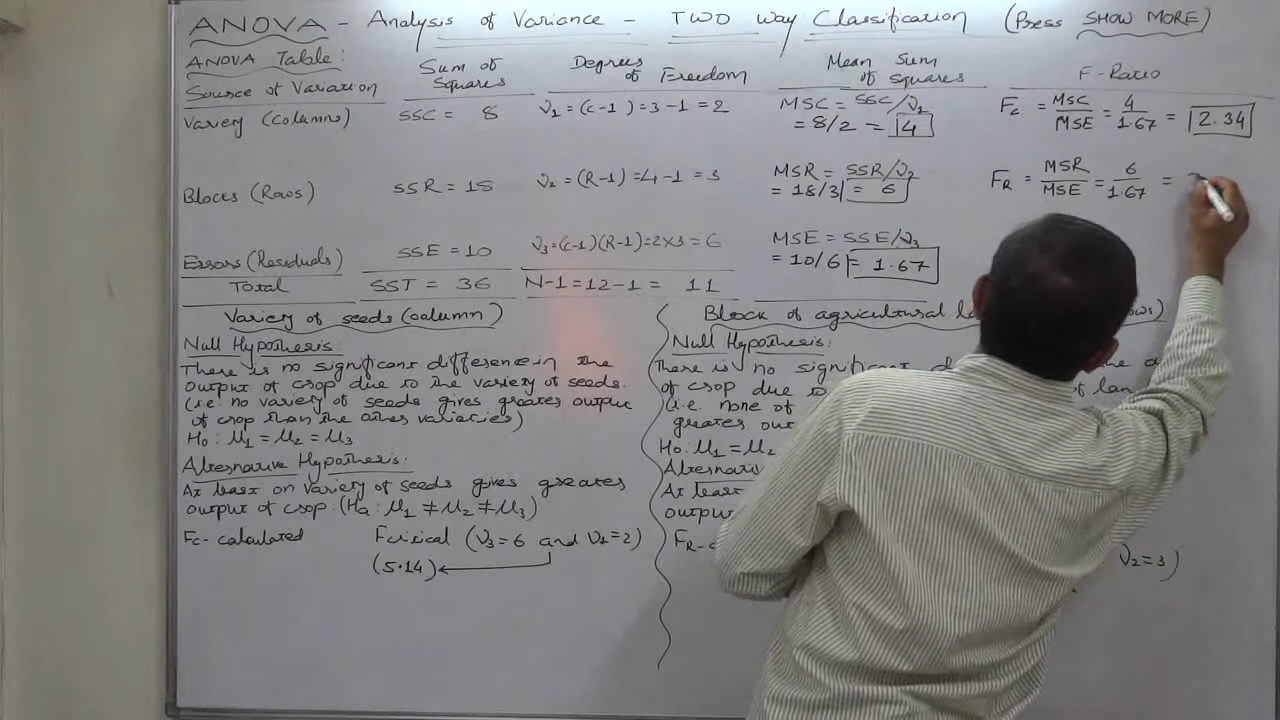 ANOVA - Analysis of Variance - TWO Way Classification (Press SHOW MORE)
ANOVA Table:
Source of Variation Sum of Squares Degrees of Freedom Mean Sum of Squares F-Ratio
Variety (Columns) SSC = 8 ν₁=(c-1)=3-1=2 MSC = SSC/ν₁ = 8/2 = 4 F_C = MSC/MSE = 4/1.67 = 2.34
Blocks (Rows) SSR = 18 ν₂=(R-1)=4-1=3 MSR = SSR/ν₂ = 18/3 = 6 F_R = MSR/MSE = 6/1.67 =
Errors (Residuals) SSE = 10 ν₃=(c-1)(R-1)=2×3=6 MSE = SSE/ν₃ = 10/6 = 1.67
Total SST = 36 N-1=12-1= 11
Variety of seeds (column)
Null Hypothesis:
There is no significant difference in the
output of crop due to the variety of seeds.
(i.e. no variety of seeds gives greater output
of crop than the other varieties)
H₀: μ₁ = μ₂ = μ₃
Alternative Hypothesis:
At least on variety of seeds gives greater
output of crop. (Ha: μ₁ ≠ μ₂ ≠ μ₃)
Fc-calculated Fcritical (ν₃=6 and ν₁=2)
(5.14)
Block of agricultural
Null Hypothesis:
There is no
of crop due to of
(i.e. none of
greater
H₀: μ₁ = μ₂
At least
output
ν₂=3)